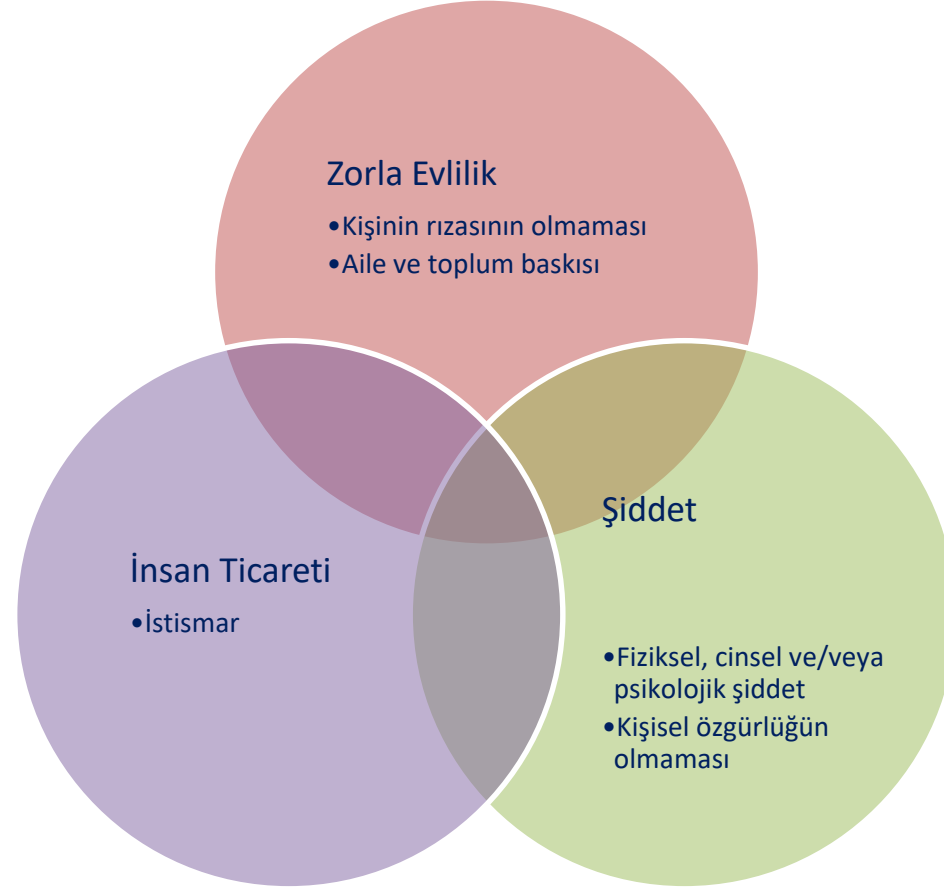 Zorla Evlilik
•Kişinin rızasının olmaması
•Aile ve toplum baskısı
Şiddet
İnsan Ticareti
•İstismar
•Fiziksel, cinsel ve/veya
psikolojik şiddet
•Kişisel özgürlüğün
olmaması